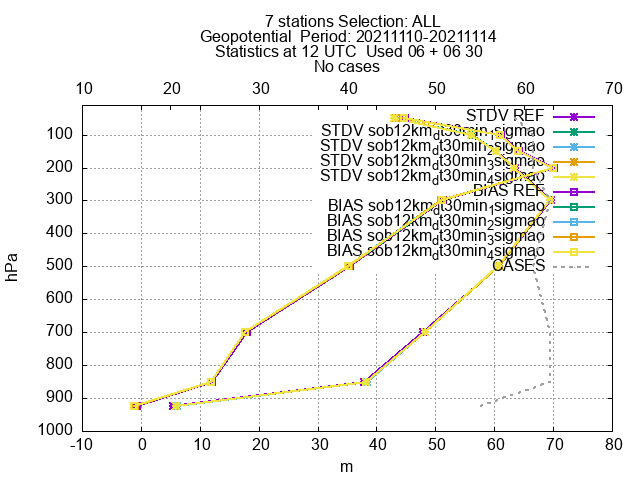 7 stations Selection: ALL
Geopotential  Period: 20211110-20211114
Statistics at 12 UTC  Used 06 + 06 30
No cases
10 20 30 40 50 60 70
STDV REF
STDV sob12km_dt30min_1sigmao
STDV sob12km_dt30min_2sigmao
STDV sob12km_dt30min_3sigmao
STDV sob12km_dt30min_4sigmao
BIAS REF
BIAS sob12km_dt30min_1sigmao
BIAS sob12km_dt30min_2sigmao
BIAS sob12km_dt30min_3sigmao
BIAS sob12km_dt30min_4sigmao
CASES
100
200
300
400
500
600
700
800
900
1000
hPa
-10 0 10 20 30 40 50 60 70 80
m